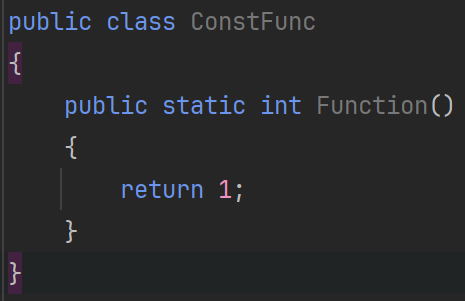 public class ConstFunc
{
    public static int Function()
    {
        return 1;
    }
}